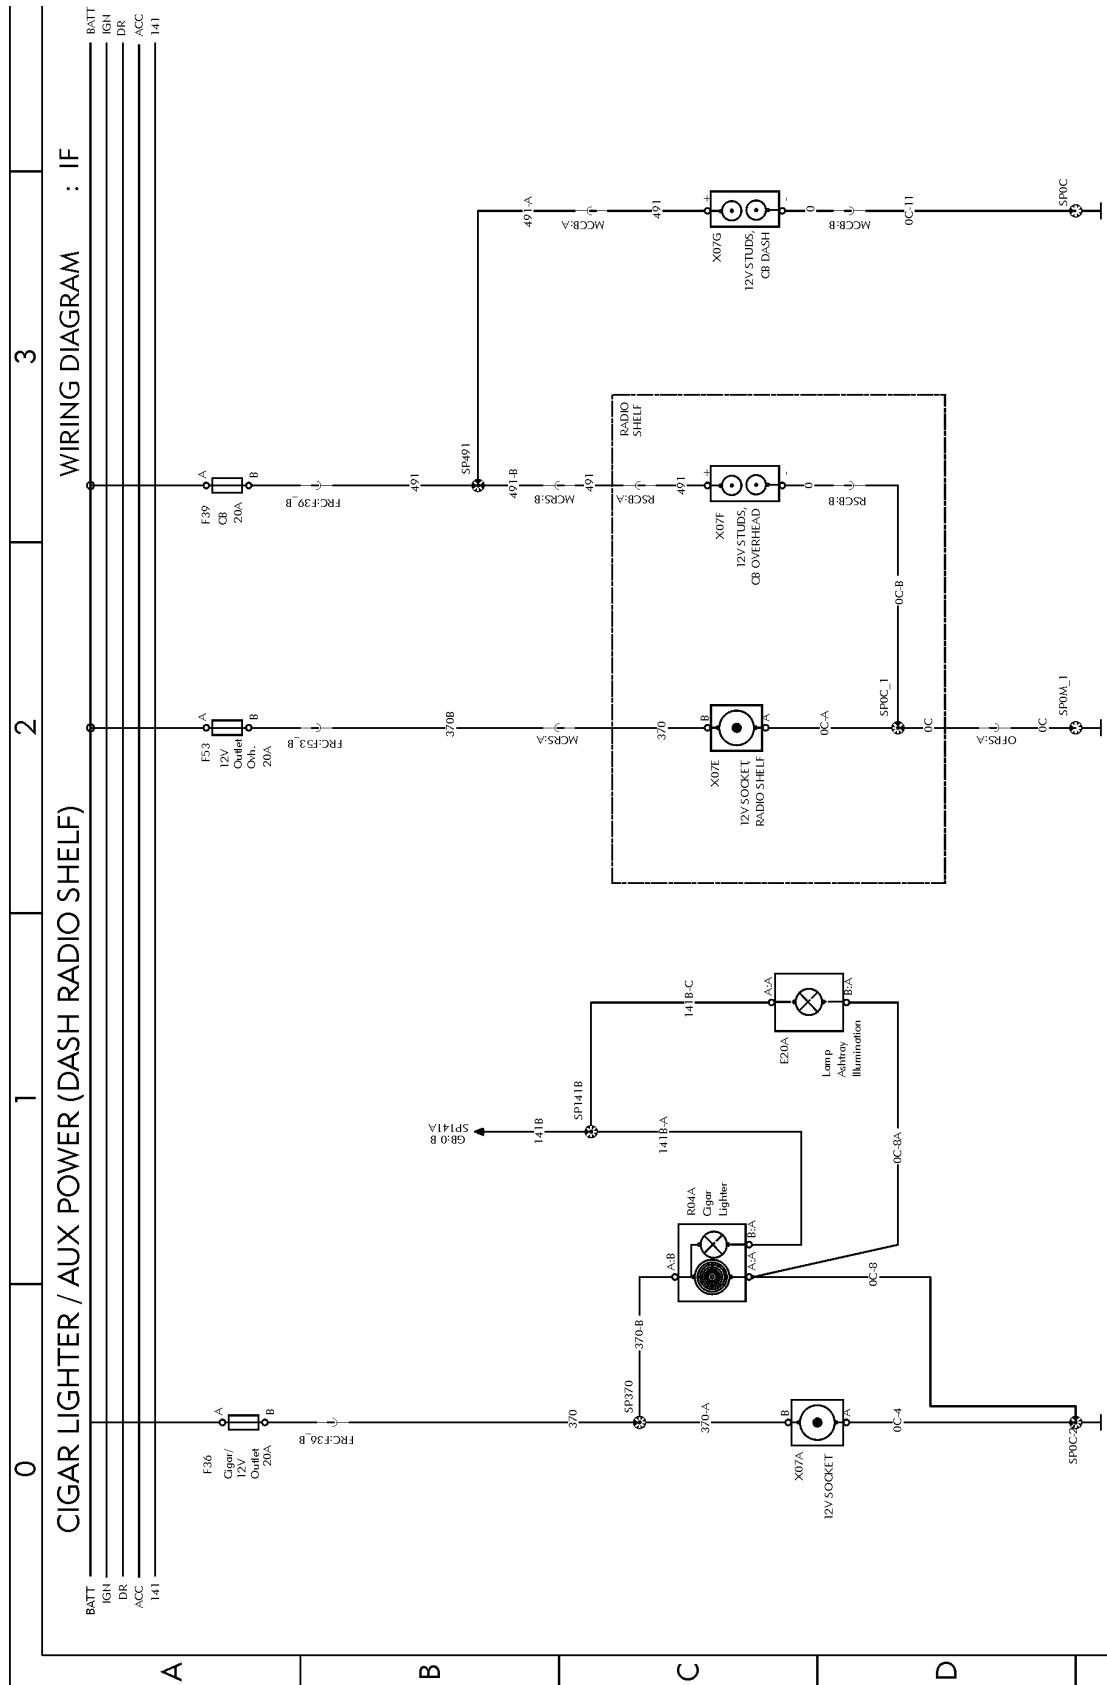 0
1
2
3
CIGAR LIGHTER / AUX POWER (DASH RADIO SHELF)
WIRING DIAGRAM : IF
BATT
BATT
IGN
IGN
DR
DR
ACC
ACC
141
141
A
B
C
D
F36
Cigar/
12V
Outlet
20A
A
B
FRC:F36_B
370
SP370
370-B
370-A
X07A
12V SOCKET
B
A
0C-4
SP0C-2
R04A
Cigar
Lighter
A:B
A:A
B:A
0C-8
0C-8A
GB:0 B
SP141A
141B
SP141B
141B-A
141B-C
E20A
Lamp
Ashtray
Illumination
A:A
B:A
F53
12V
Outlet
Ovh.
20A
A
B
FRC:F53_B
370B
MCRS:A
370
X07E
12V SOCKET,
RADIO SHELF
B
A
0C-A
SP0C_1
0C
OFRS:A
0C
SP0M_1
F39
CB
20A
A
B
FRC:F39_B
491
SP491
491-B
MCRS:B
491
RSCB:A
491
RADIO
SHELF
X07F
12V STUDS,
CB OVERHEAD
+
-
0
RSCB:B
0C-B
491-A
MCCB:A
491
X07G
12V STUDS,
CB DASH
+
-
0
MCCB:B
0C-11
SP0C